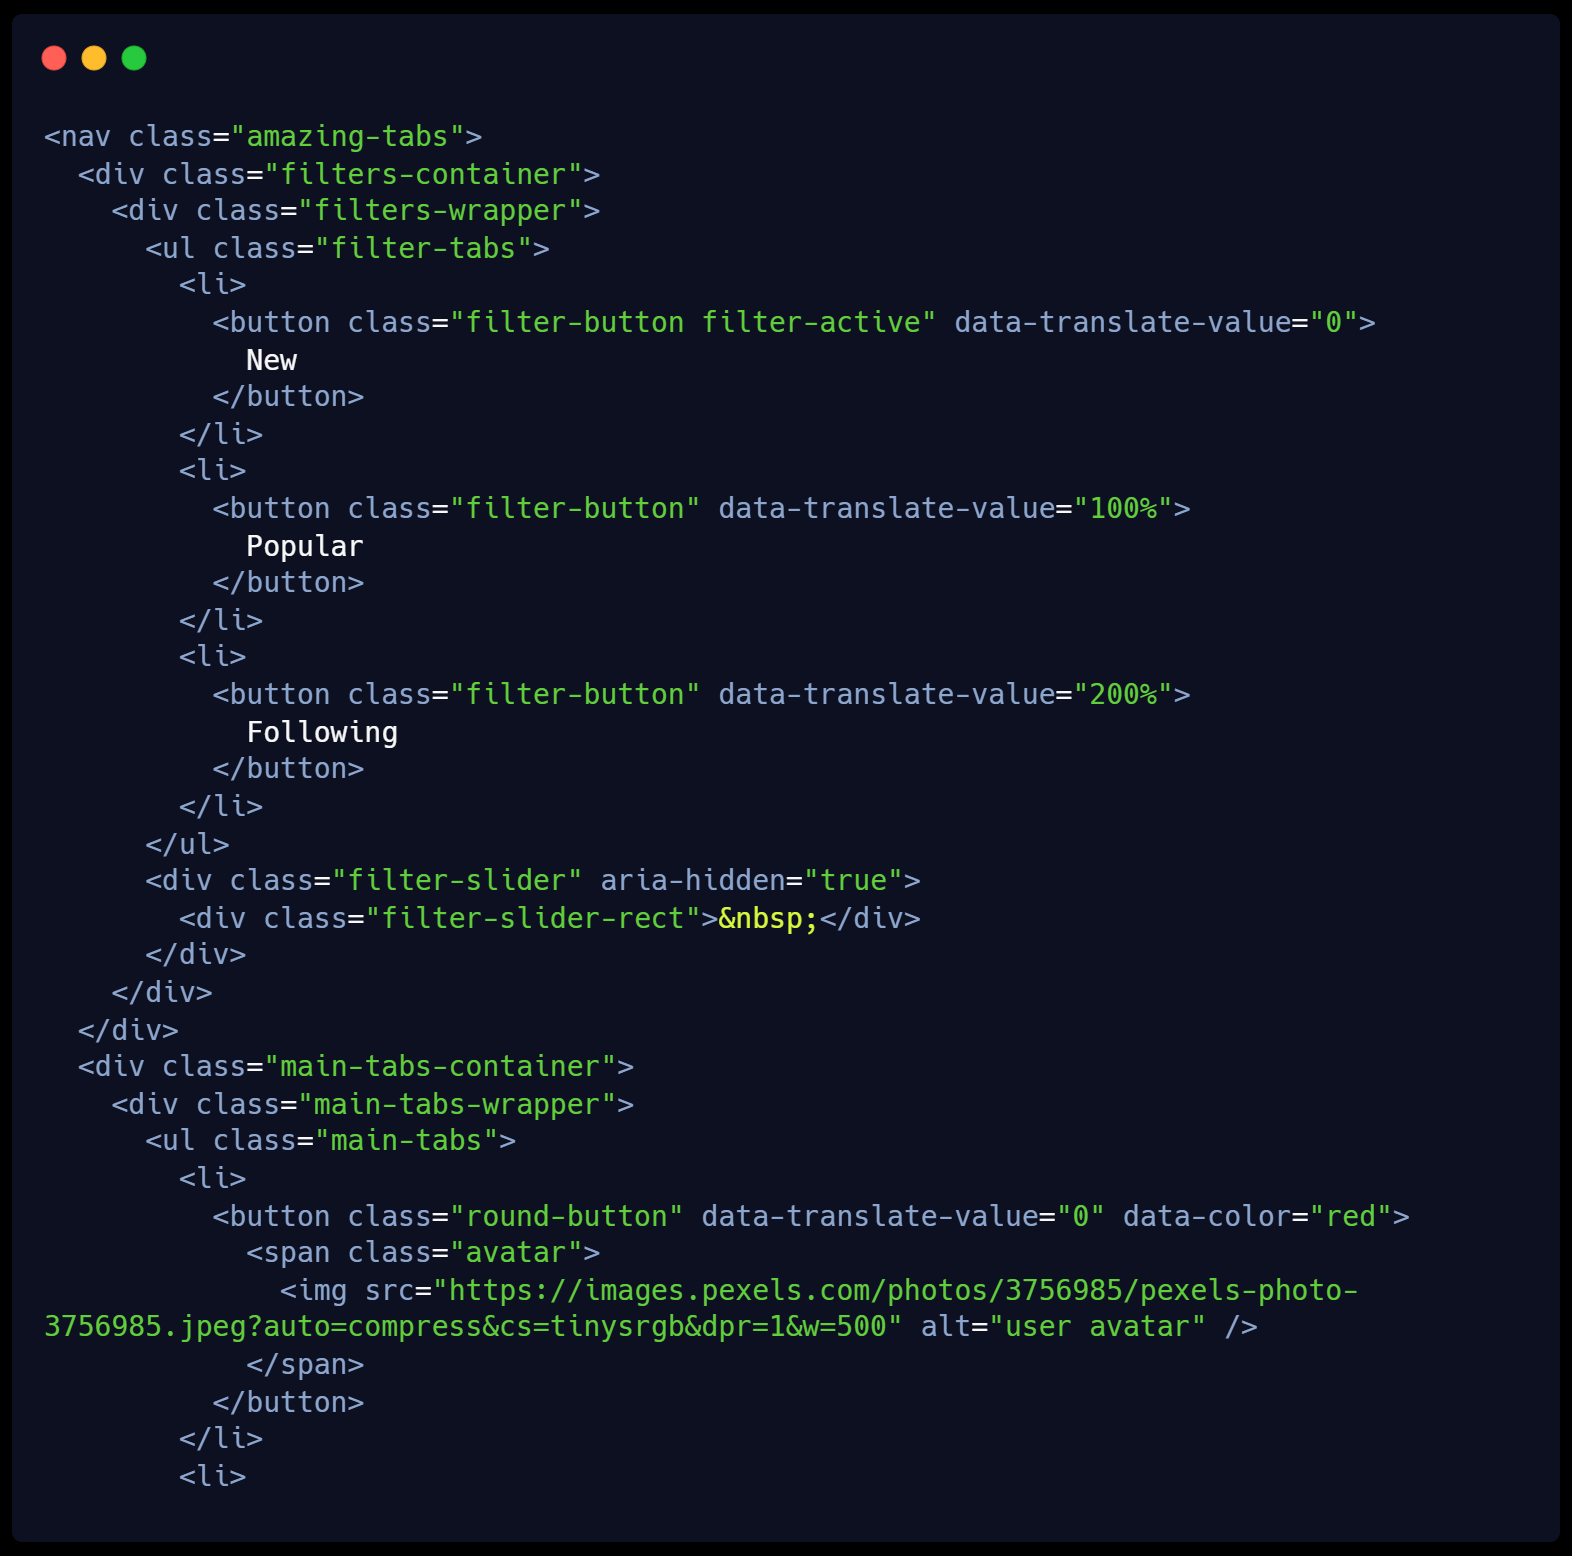 <nav class="amazing-tabs">
  <div class="filters-container">
    <div class="filters-wrapper">
      <ul class="filter-tabs">
        <li>
          <button class="filter-button filter-active" data-translate-value="0">
            New
          </button>
        </li>
        <li>
          <button class="filter-button" data-translate-value="100%">
            Popular
          </button>
        </li>
        <li>
          <button class="filter-button" data-translate-value="200%">
            Following
          </button>
        </li>
      </ul>
      <div class="filter-slider" aria-hidden="true">
        <div class="filter-slider-rect">&nbsp;</div>
      </div>
    </div>
  </div>
  <div class="main-tabs-container">
    <div class="main-tabs-wrapper">
      <ul class="main-tabs">
        <li>
          <button class="round-button" data-translate-value="0" data-color="red">
            <span class="avatar">
              <img src="https://images.pexels.com/photos/3756985/pexels-photo-
3756985.jpeg?auto=compress&cs=tinysrgb&dpr=1&w=500" alt="user avatar" />
            </span>
          </button>
        </li>
        <li>